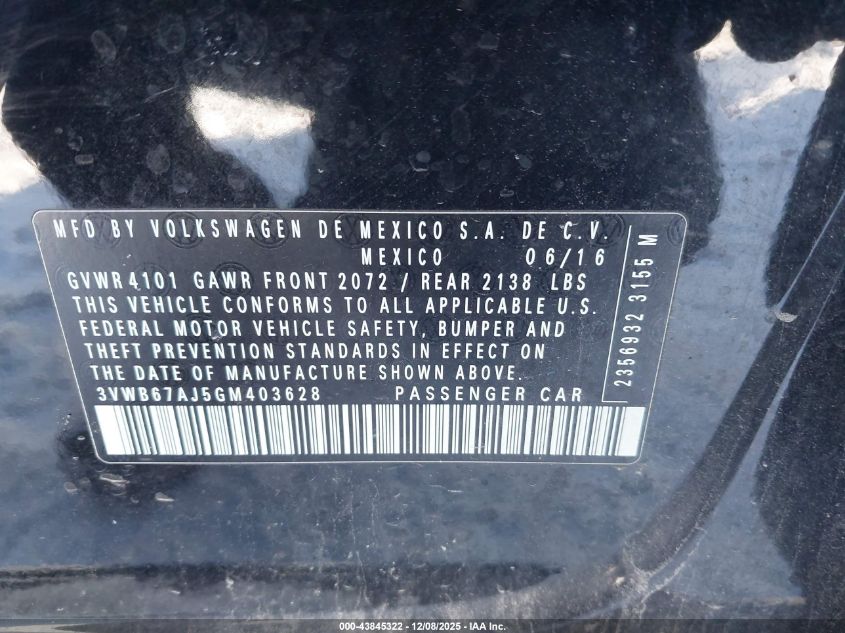 MFD BY VOLKSWAGEN DE MEXICO S.A. DE C.V.
MEXICO 06/16
GVWR 4101 GAWR FRONT 2072 / REAR 2138 LBS
THIS VEHICLE CONFORMS TO ALL APPLICABLE U.S.
FEDERAL MOTOR VEHICLE SAFETY, BUMPER AND
THEFT PREVENTION STANDARDS IN EFFECT ON
THE DATE OF MANUFACTURE SHOWN ABOVE.
3VWB67AJ5GM403628 PASSENGER CAR
2356932 3155 M
000-43845322 - 12/08/2025 - IAA Inc.